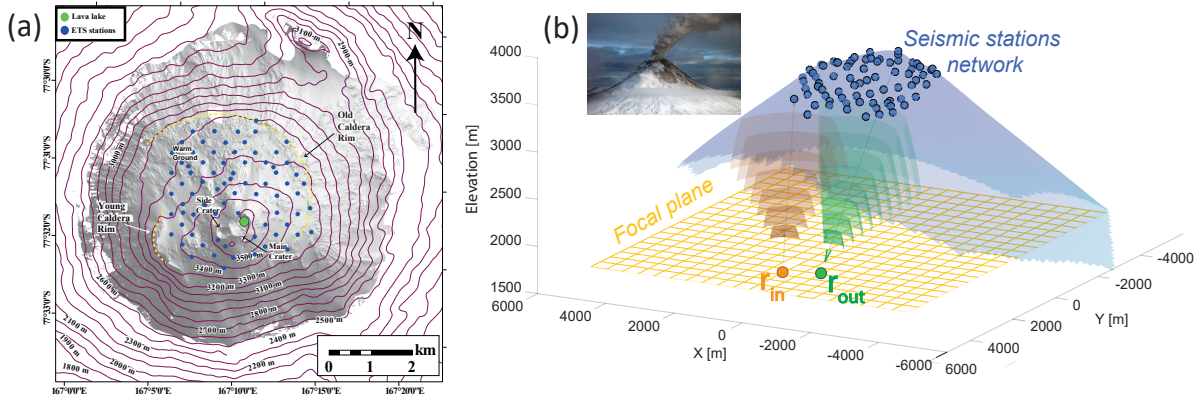 (a)
Lava lake
ETS stations
N
3100 m
2900 m
77°30'0"S
77°31'0"S
77°32'0"S
77°33'0"S
Old
Caldera
Rim
Warm
Ground
Side
Crater
Young
Caldera
Rim
Main
Crater
3500 m
3400 m
3200 m
3200 m
3100 m
2800 m
2700 m
2500 m
2400 m
2200 m
2600 m
2100 m
2300 m
1900 m
2000 m
1800 m
km
0 1 2
167°0'0"E 167°5'0"E 167°10'0"E 167°15'0"E 167°20'0"E
(b)
Seismic stations
network
Elevation [m]
4000
3500
3000
2500
2000
1500
Focal plane
r in
r out
6000 4000 2000 0 -2000 -4000 -6000
X [m]
-4000
-2000
0
2000
4000
6000
Y [m]